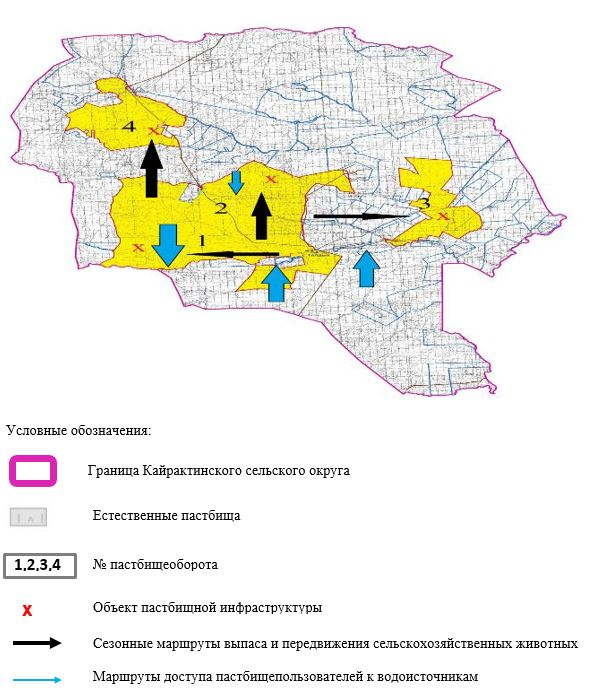 4
2
3
1
Условные обозначения:
Граница Кайрактинского сельского округа
Естественные пастбища
1,2,3,4 № пастбищеоборота
х Объект пастбищной инфраструктуры
Сезонные маршруты выпаса и передвижения сельскохозяйственных животных
Маршруты доступа пастбищепользователей к водоисточникам